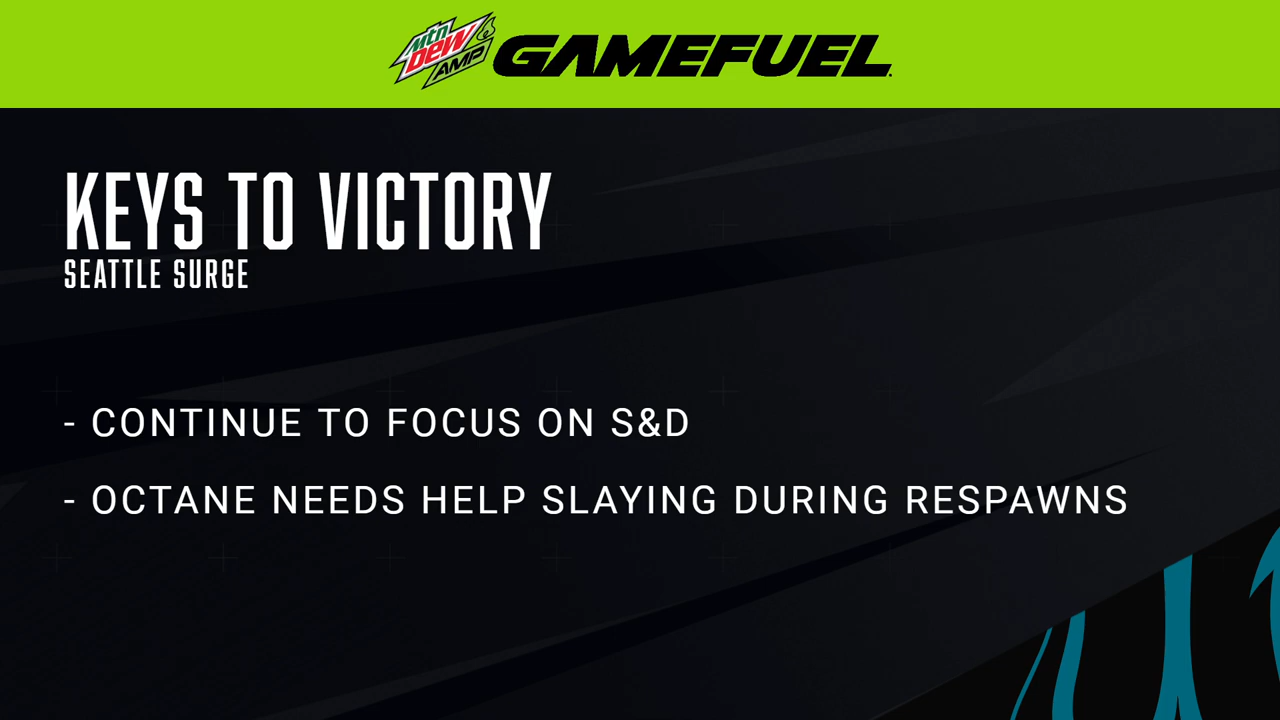 Mtn
DEW
AMP
GAMEFUEL.
KEYS TO VICTORY
SEATTLE SURGE
- CONTINUE TO FOCUS ON S&D
- OCTANE NEEDS HELP SLAYING DURING RESPAWNS